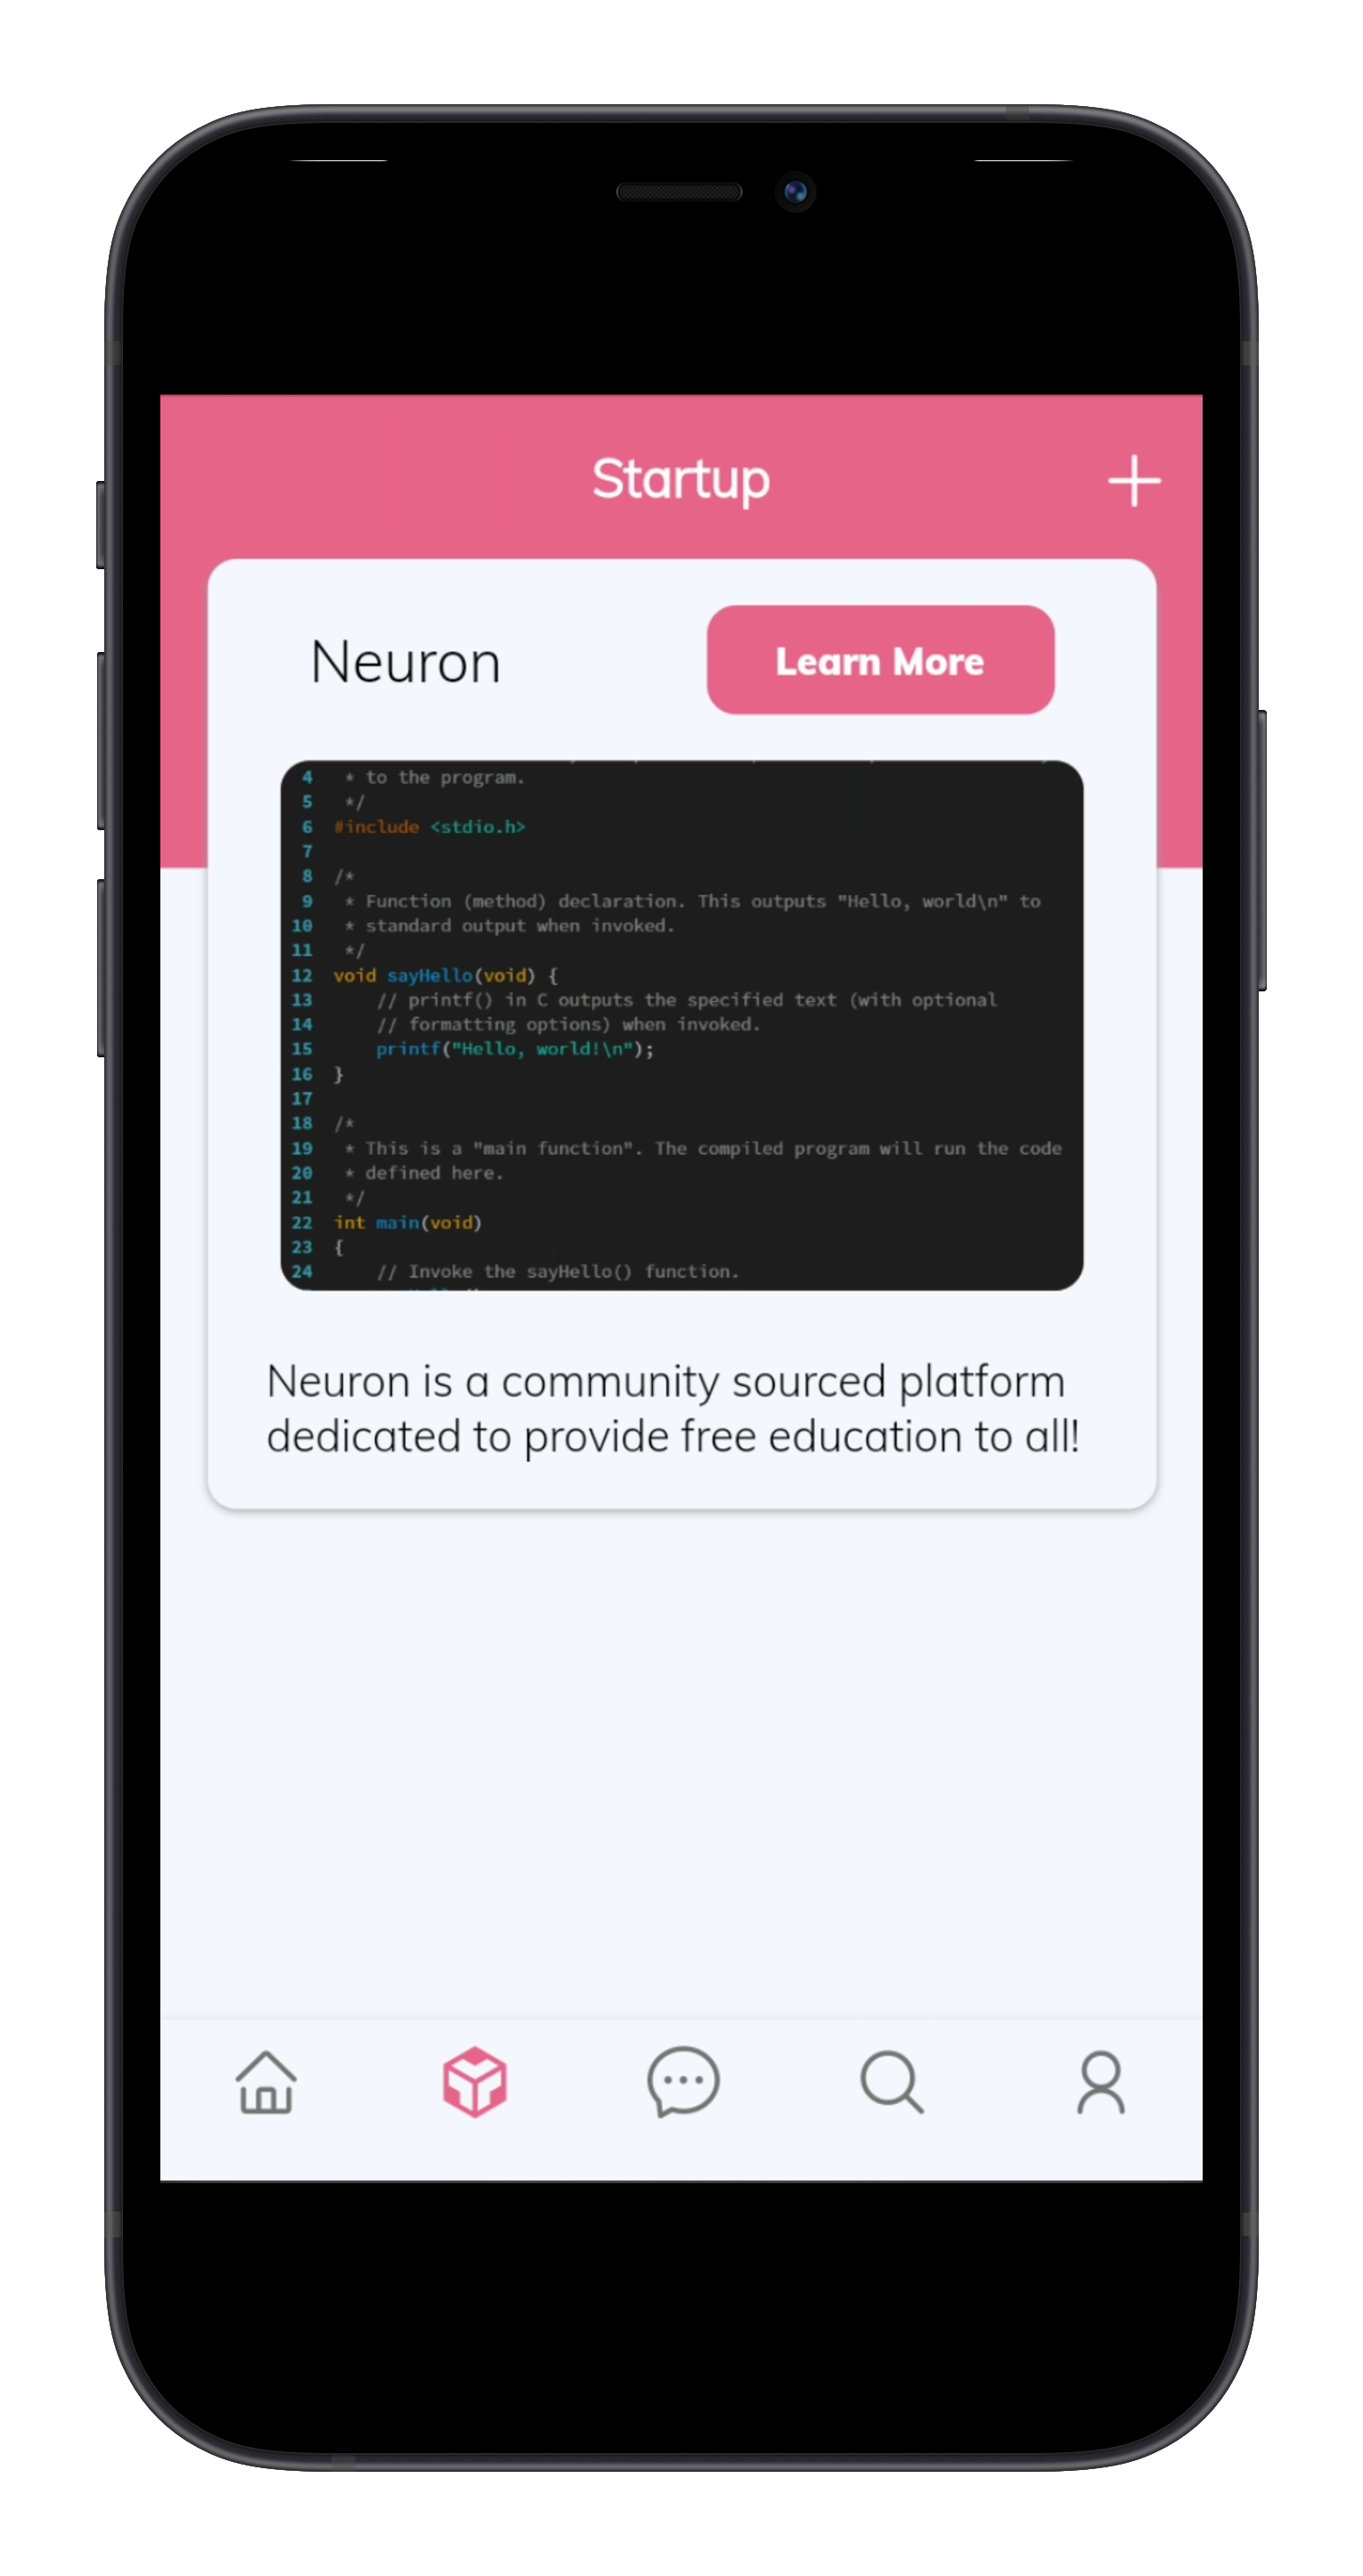 Startup
Neuron
Learn More
4 * to the program.
5 */
6 #include <stdio.h>
7
8 /*
9 * Function (method) declaration. This outputs "Hello, world\n" to
10 * standard output when invoked.
11 */
12 void sayHello(void) {
13 // printf() in C outputs the specified text (with optional
14 // formatting options) when invoked.
15 printf("Hello, world!\n");
16 }
17
18 /*
19 * This is a "main function". The compiled program will run the code
20 * defined here.
21 */
22 int main(void)
23 {
24 // Invoke the sayHello() function.
Neuron is a community sourced platform
dedicated to provide free education to all!